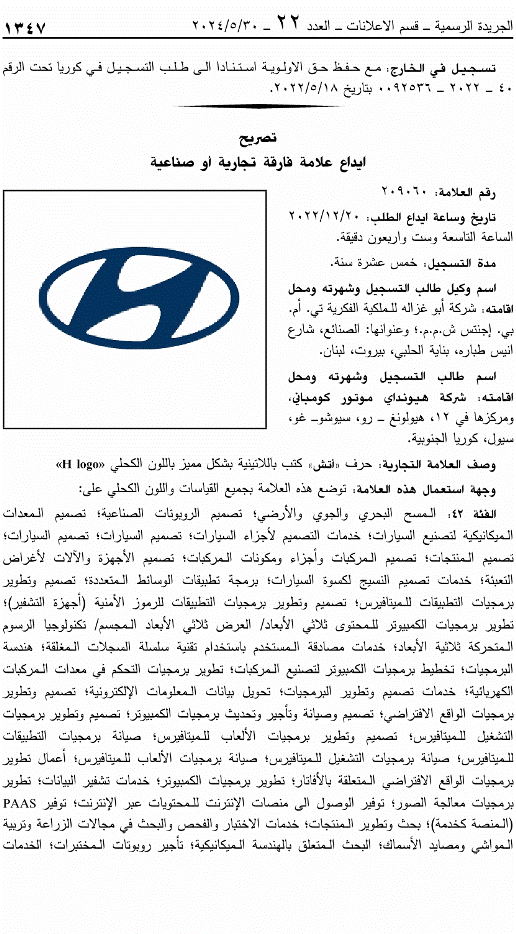 الجريدة الرسمية ــ قسم الاعلانات ــ العدد ٢٢ ــ ٢٠٢٤/٥/٣٠ ١٣٤٧
تسجيل في الخارج: مع حفظ حق الاولوية استنادا الى طلب التسجيل في كوريا تحت الرقم
٤٠ ــ ٢٠٢٢ ــ ٠٠٩٢٥٣٦ بتاريخ ٢٠٢٢/٥/١٨.
تصريح
ايداع علامة فارقة تجارية او صناعية
رقم العلامة: ٢٠٩٠٦٠
تاريخ وساعة ايداع الطلب: ٢٠٢٢/١٢/٢٠
الساعة التاسعة وست واربعون دقيقة.
مدة التسجيل: خمس عشرة سنة.
اسم وكيل طالب التسجيل وشهرته ومحل
اقامته: شركة أبو غزاله للملكية الفكرية تي. أم.
بي. إجنتس ش.م.م.؛ وعنوانها: الصنائع، شارع
انيس طباره، بناية الحلبي، بيروت، لبنان.
اسم طالب التسجيل وشهرته ومحل
اقامته: شركة هيونداي موتور كومباني،
ومركزها في ١٢، هيولونغ ــ رو، سيوشو ــ غو،
سيول، كوريا الجنوبية.
وصف العلامة التجارية: حرف «اتش» كتب باللاتينية بشكل مميز باللون الكحلي «H logo»
وجهة استعمال هذه العلامة: توضع هذه العلامة بجميع القياسات واللون الكحلي على:
الفئة ٤٢: المسح البحري والجوي والأرضي؛ تصميم الروبوتات الصناعية؛ تصميم المعدات
الميكانيكية لتصنيع السيارات؛ خدمات التصميم لأجزاء السيارات؛ تصميم السيارات؛ تصميم السيارات؛
تصميم المنتجات؛ تصميم المركبات وأجزاء ومكونات المركبات؛ تصميم الأجهزة والآلات لأغراض
التعبئة؛ خدمات تصميم النسيج لكسوة السيارات؛ برمجة تطبيقات الوسائط المتعددة؛ تصميم وتطوير
برمجيات التطبيقات للميتافيرس؛ تصميم وتطوير برمجيات التطبيقات للرموز الأمنية (أجهزة التشفير)؛
تطوير برمجيات الكمبيوتر للمحتوى ثلاثي الأبعاد/ العرض ثلاثي الأبعاد المجسم/ تكنولوجيا الرسوم
المتحركة ثلاثية الأبعاد؛ خدمات مصادقة المستخدم باستخدام تقنية سلسلة السجلات المغلقة؛ هندسة
البرمجيات؛ تخطيط برمجيات الكمبيوتر لتصنيع المركبات؛ تطوير برمجيات التحكم في معدات المركبات
الكهربائية؛ خدمات تصميم وتطوير البرمجيات؛ تحويل بيانات المعلومات الإلكترونية؛ تصميم وتطوير
برمجيات الواقع الافتراضي؛ تصميم وصيانة وتأجير وتحديث برمجيات الكمبيوتر؛ تصميم وتطوير برمجيات
التشغيل للميتافيرس؛ تصميم وتطوير برمجيات الألعاب للميتافيرس؛ صيانة برمجيات التطبيقات
للميتافيرس؛ صيانة برمجيات التشغيل للميتافيرس؛ صيانة برمجيات الألعاب للميتافيرس؛ أعمال تطوير
برمجيات الواقع الافتراضي المتعلقة بالأفاتار؛ تطوير برمجيات الكمبيوتر؛ خدمات تشفير البيانات؛ تطوير
برمجيات معالجة الصور؛ توفير الوصول الى منصات الإنترنت للمحتويات عبر الإنترنت؛ توفير PAAS
(المنصة كخدمة)؛ بحث وتطوير المنتجات؛ خدمات الاختبار والفحص والبحث في مجالات الزراعة وتربية
المواشي ومصايد الأسماك؛ البحث المتعلق بالهندسة الميكانيكية؛ تأجير روبوتات المختبرات؛ الخدمات